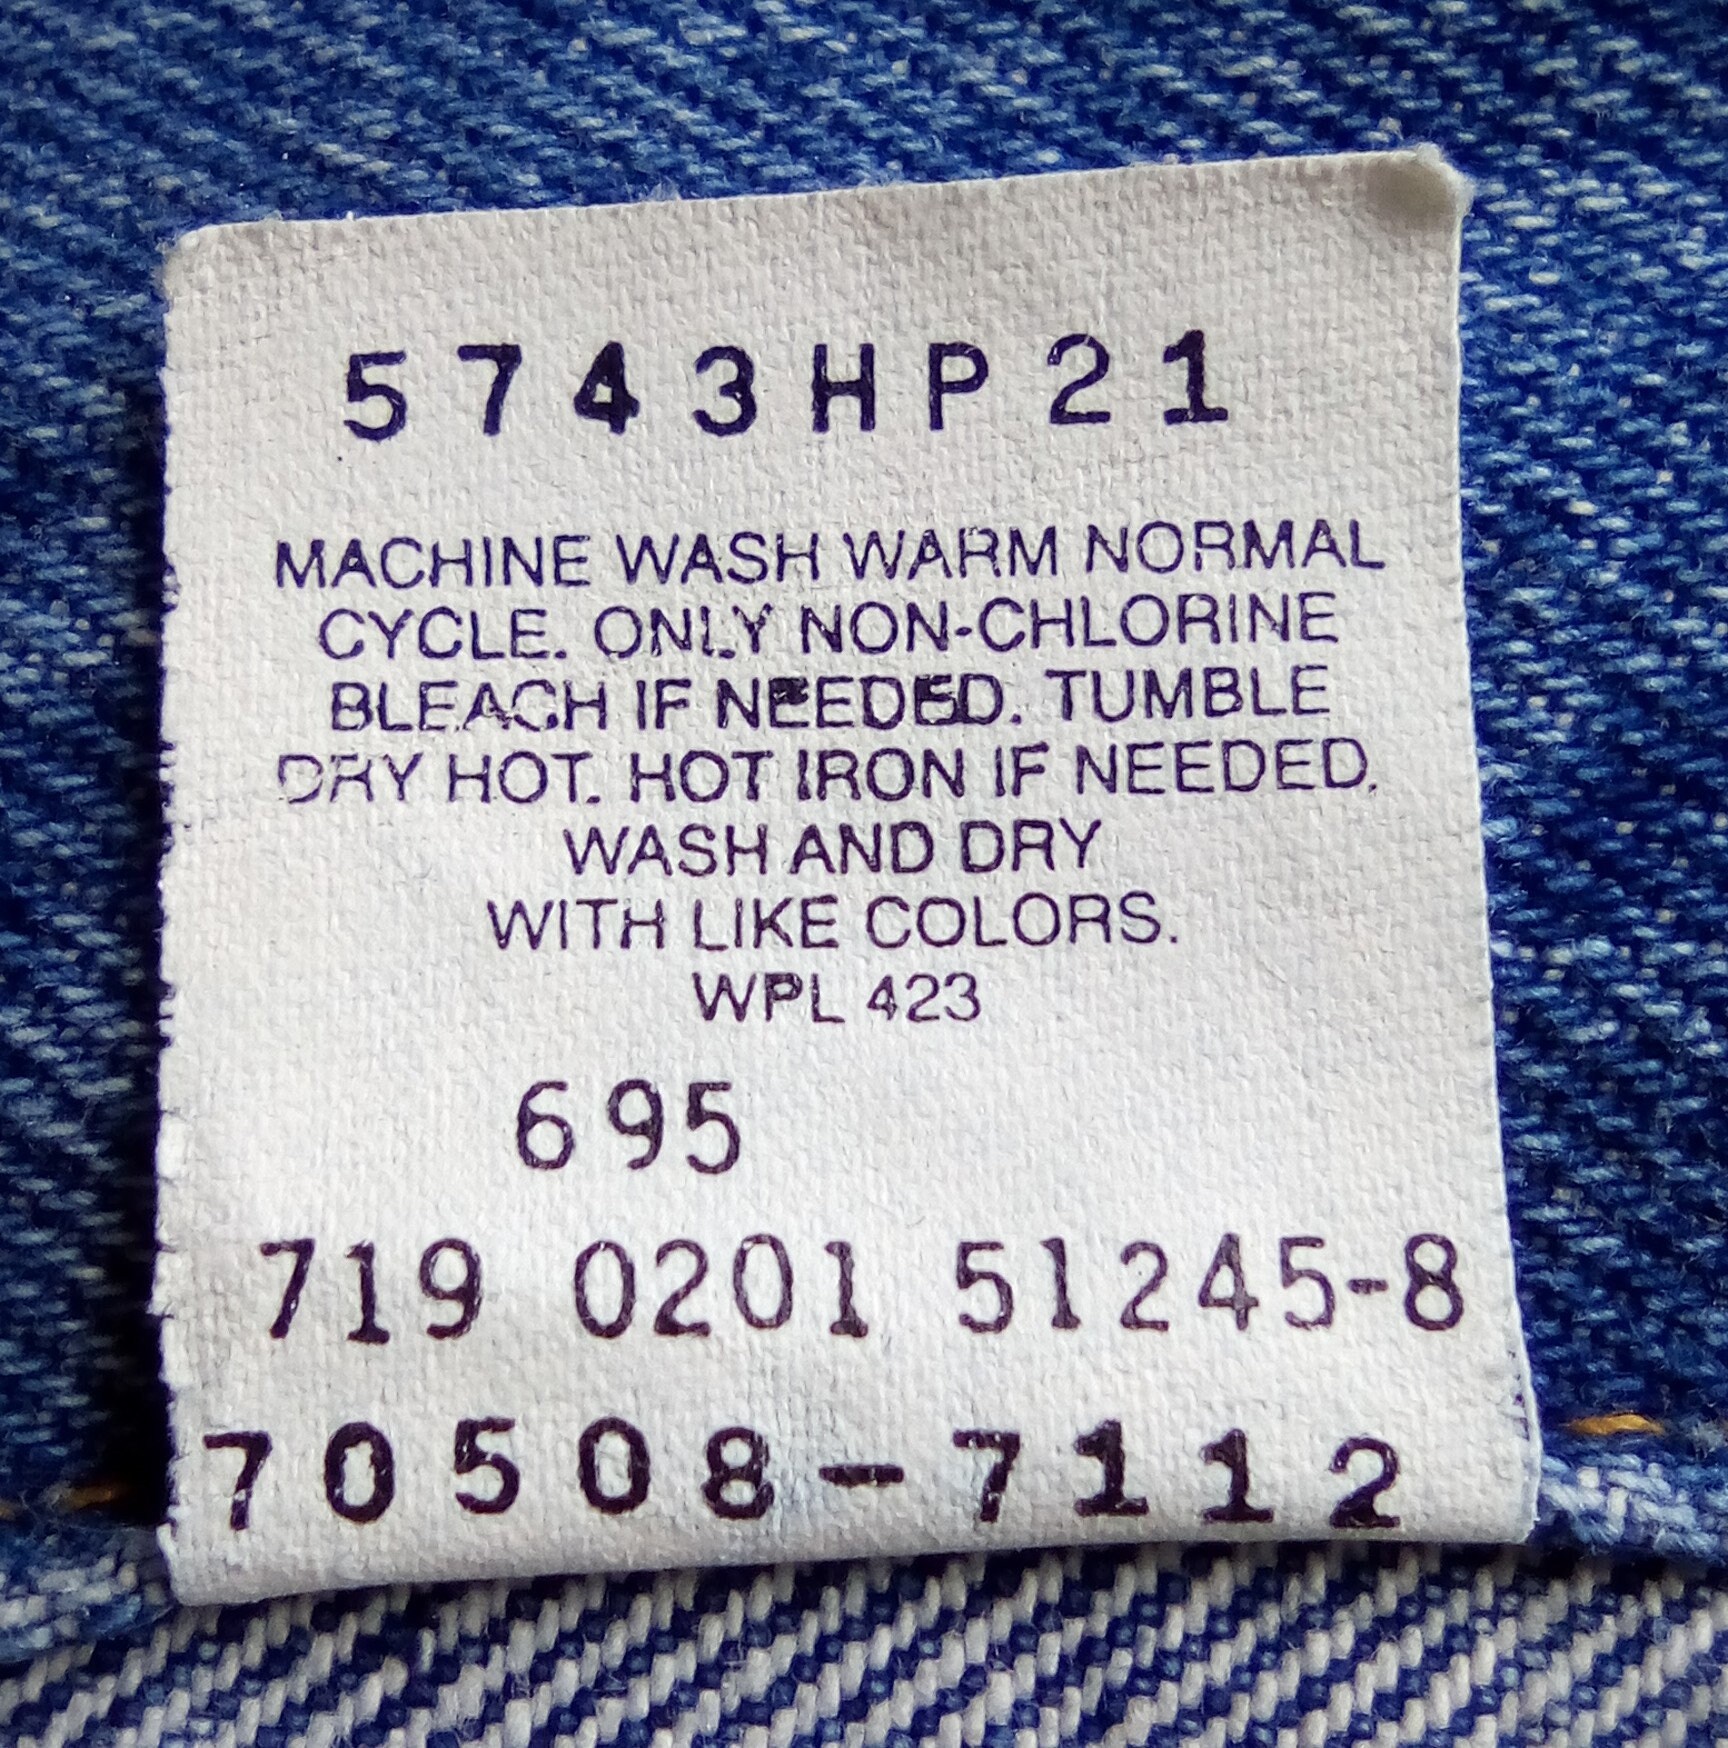 5743HP21
MACHINE WASH WARM NORMAL
CYCLE. ONLY NON-CHLORINE
BLEACH IF NEEDED. TUMBLE
DRY HOT. HOT IRON IF NEEDED.
WASH AND DRY
WITH LIKE COLORS.
WPL 423
695
719 0201 51245-8
70508-7112